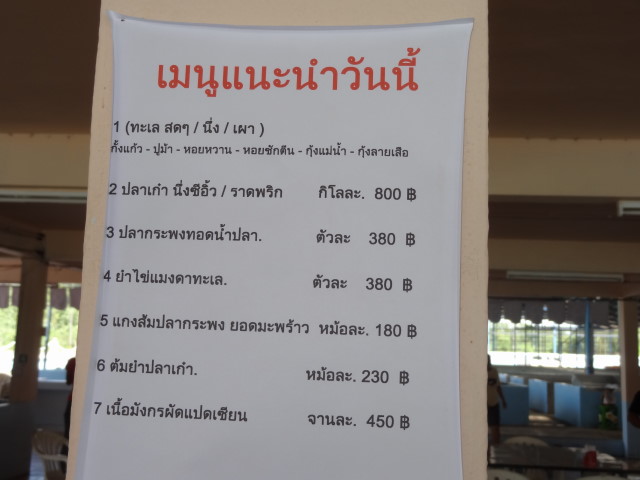 เมนูแนะนำวันนี้
1 (ทะเล สดๆ / นึ่ง / เผา )
กั้งแก้ว - ปูม้า - หอยหวาน - หอยชักตีน - กุ้งแม่น้ำ - กุ้งลายเสือ
2 ปลาเก๋า นึ่งซีอิ้ว / ราดพริก กิโลละ. 800 ฿
3 ปลากระพงทอดน้ำปลา. ตัวละ 380 ฿
4 ยำไข่แมงดาทะเล. ตัวละ 380 ฿
5 แกงส้มปลากระพง ยอดมะพร้าว หม้อละ. 180 ฿
6 ต้มยำปลาเก๋า. หม้อละ. 230 ฿
7 เนื้อมังกรผัดแปดเซียน จานละ. 450 ฿